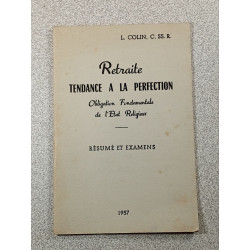 L. COLIN, C. SS. R.
Retraite
TENDANCE A LA PERFECTION
Obligation Fondamentale
de l'Etat Religieux
RÉSUMÉ ET EXAMENS
1957